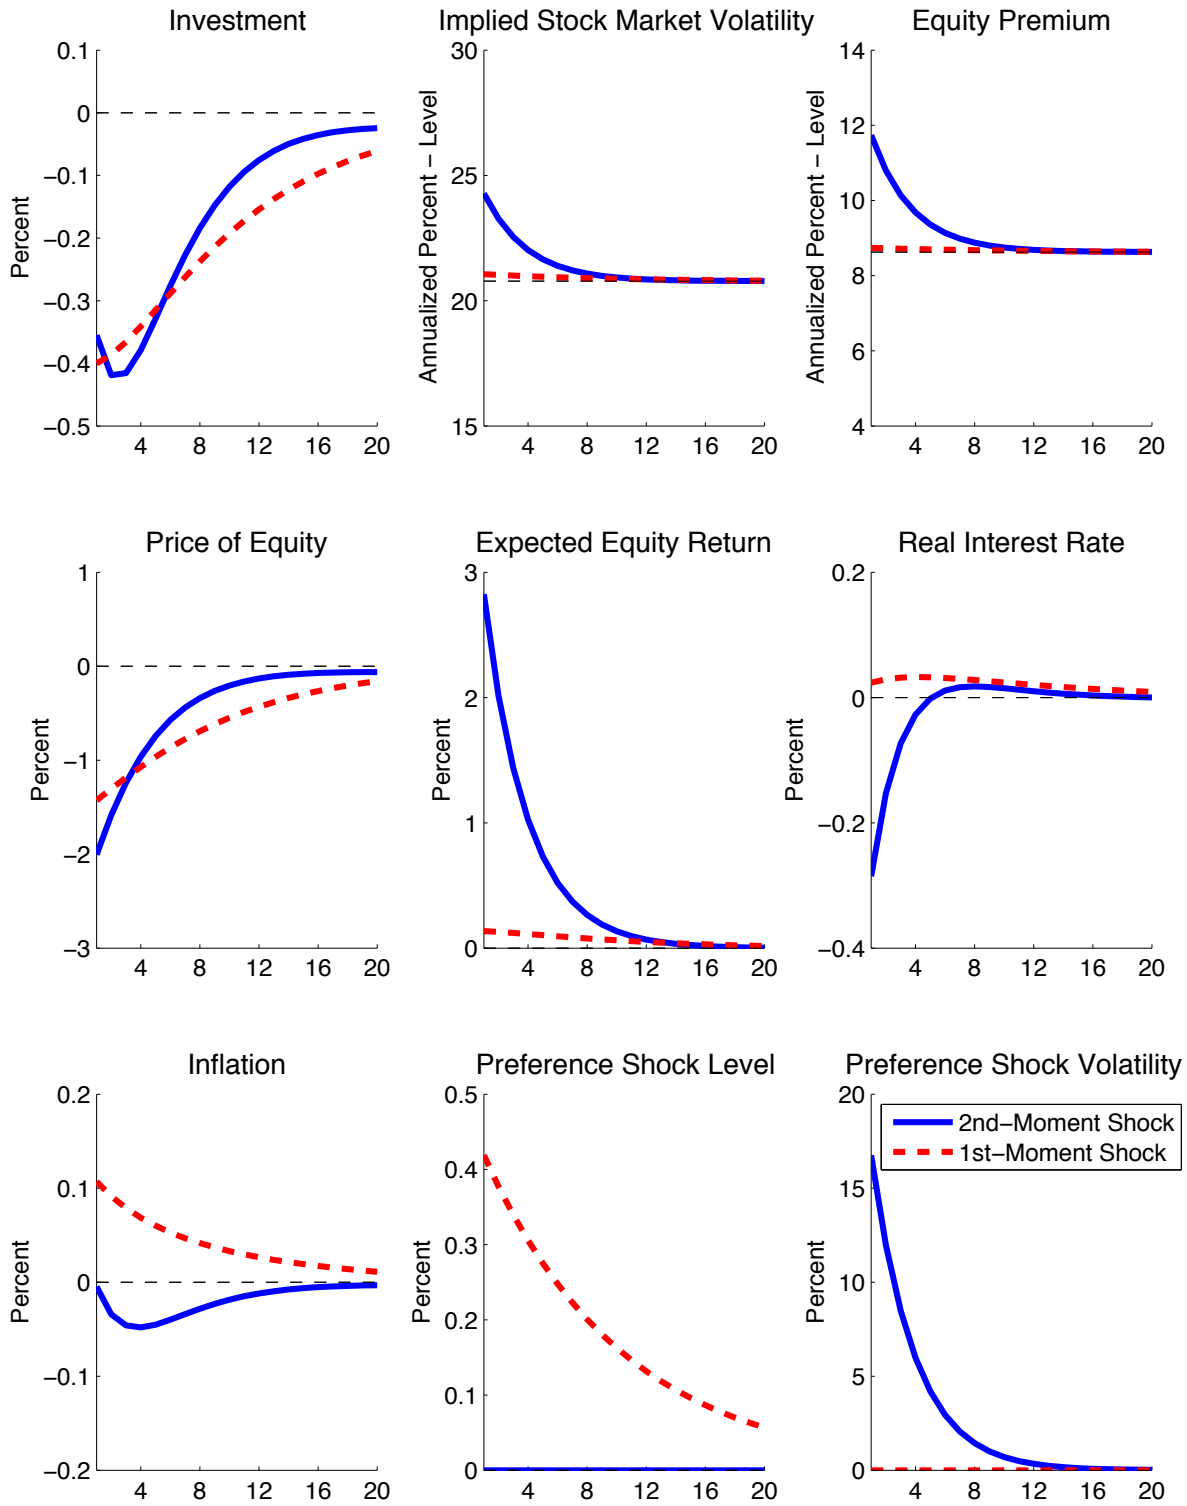 Investment
Percent
0.1
0
−0.1
−0.2
−0.3
−0.4
−0.5
4 8 12 16 20
Implied Stock Market Volatility
Annualized Percent − Level
30
25
20
15
4 8 12 16 20
Equity Premium
Annualized Percent − Level
14
12
10
8
6
4
4 8 12 16 20
Price of Equity
Percent
1
0
−1
−2
−3
4 8 12 16 20
Expected Equity Return
Percent
3
2
1
0
4 8 12 16 20
Real Interest Rate
Percent
0.2
0
−0.2
−0.4
4 8 12 16 20
Inflation
Percent
0.2
0.1
0
−0.1
−0.2
4 8 12 16 20
Preference Shock Level
Percent
0.5
0.4
0.3
0.2
0.1
0
4 8 12 16 20
Preference Shock Volatility
Percent
20
15
10
5
0
4 8 12 16 20
2nd−Moment Shock
1st−Moment Shock